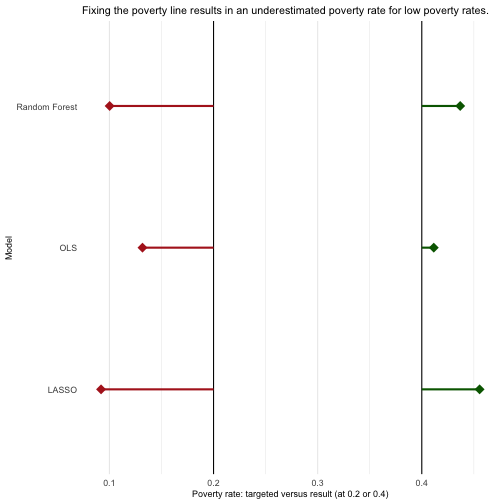 Fixing the poverty line results in an underestimated poverty rate for low poverty rates.
Random Forest
OLS
LASSO
Model
0.1 0.2 0.3 0.4
Poverty rate: targeted versus result (at 0.2 or 0.4)